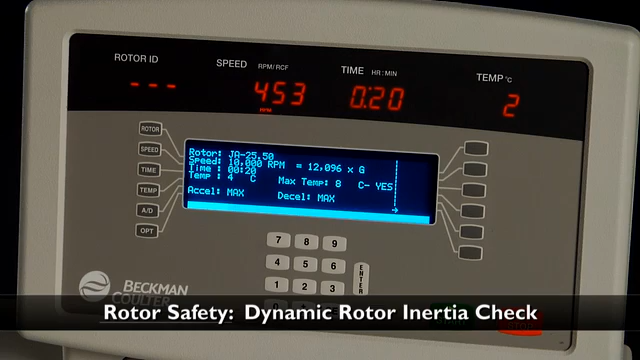 ROTOR ID
SPEED RPM/RCF
TIME HR:MIN
TEMP °C
- - -
453
RPM
0.20
2
ROTOR
SPEED
TIME
TEMP
A/D
OPT
Rotor: JA-25.50
Speed: 10,000 RPM = 12,096 x G
Time : 00:20
Temp : 4 C Max Temp: 8 C- YES
Accel: MAX Decel: MAX
7 8 9
4 5 6
1 2 3
ENTER
BECKMAN
COULTER
Rotor Safety: Dynamic Rotor Inertia Check